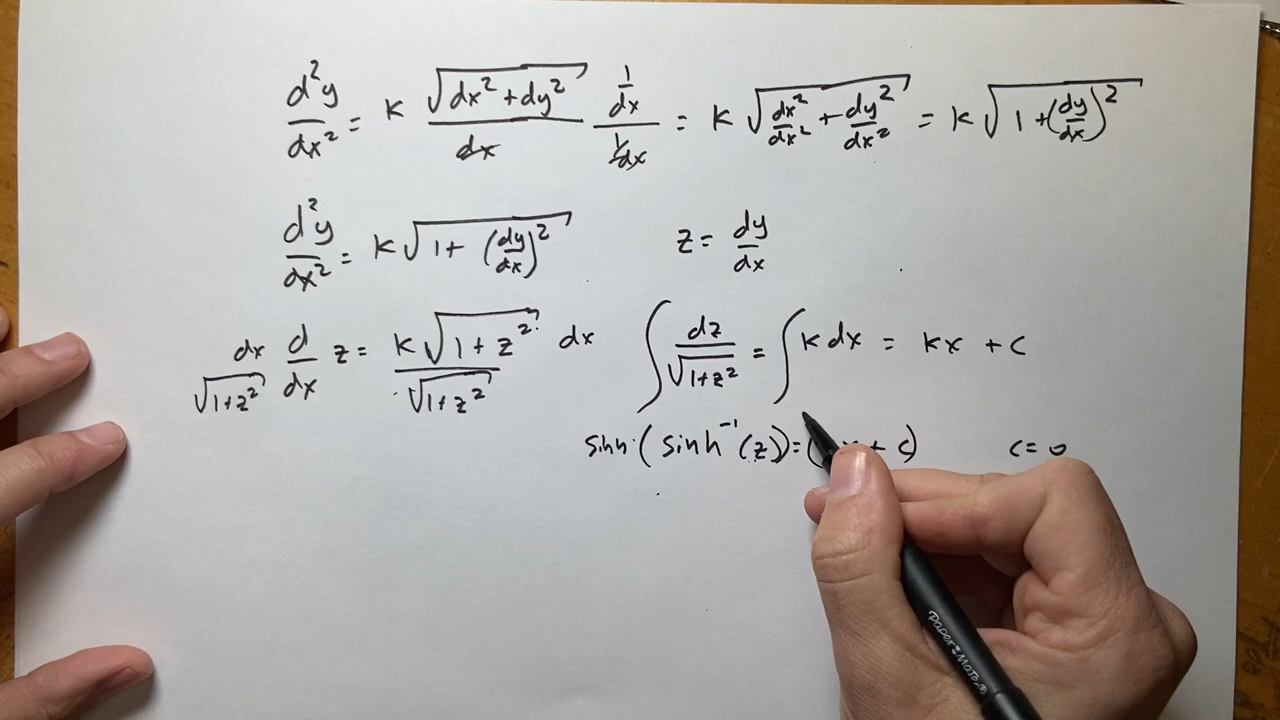 d²y/dx² = k √(dx² + dy²)/dx (1/dx)/(1/dx) = k √(dx²/dx² + dy²/dx²) = k √(1 + (dy/dx)²)
d²y/dx² = k √(1 + (dy/dx)²) z = dy/dx
dx/√(1+z²) d/dx z = k √(1 + z²)/√(1+z²) dx ∫ dz/√(1+z²) = ∫ k dx = kx + c
sinh (sinh⁻¹(z)) = ( + c) c = 0
PAPER MATE